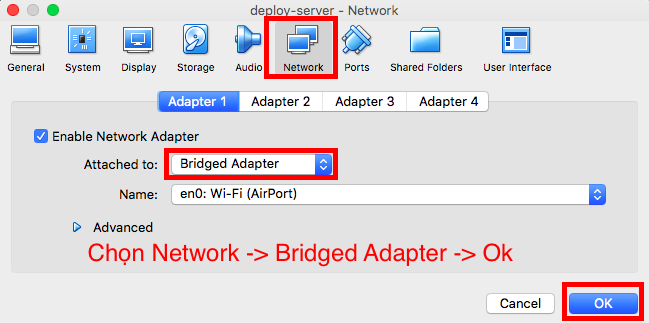 deploy-server - Network
General System Display Storage Audio Network Ports Shared Folders User Interface
Adapter 1 Adapter 2 Adapter 3 Adapter 4
Enable Network Adapter
Attached to: Bridged Adapter
Name: en0: Wi-Fi (AirPort)
Advanced
Chọn Network -> Bridged Adapter -> Ok
Cancel OK